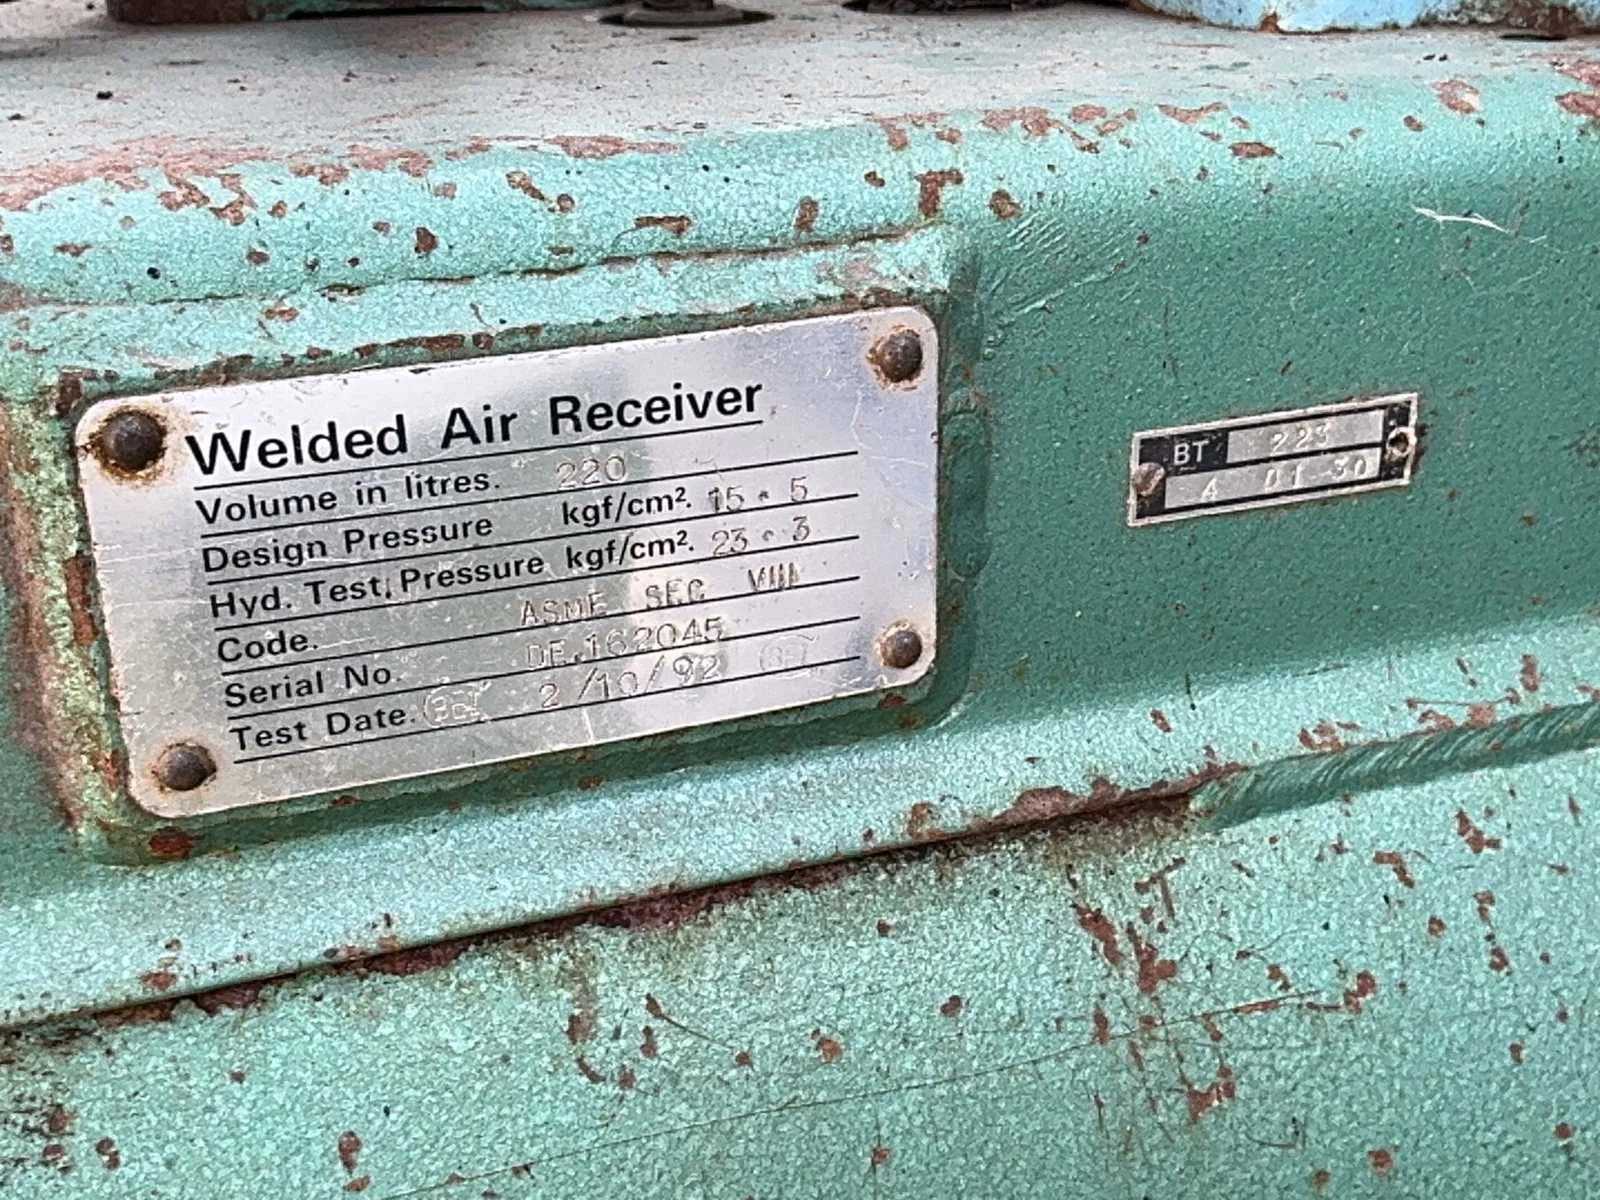 Welded Air Receiver
Volume in litres. 220
Design Pressure kgf/cm². 15.5
Hyd. Test. Pressure kgf/cm². 23.3
Code. ASME SEC VIII
Serial No. DE.162045
Test Date. 2/10/92
BT 223
A 01-30